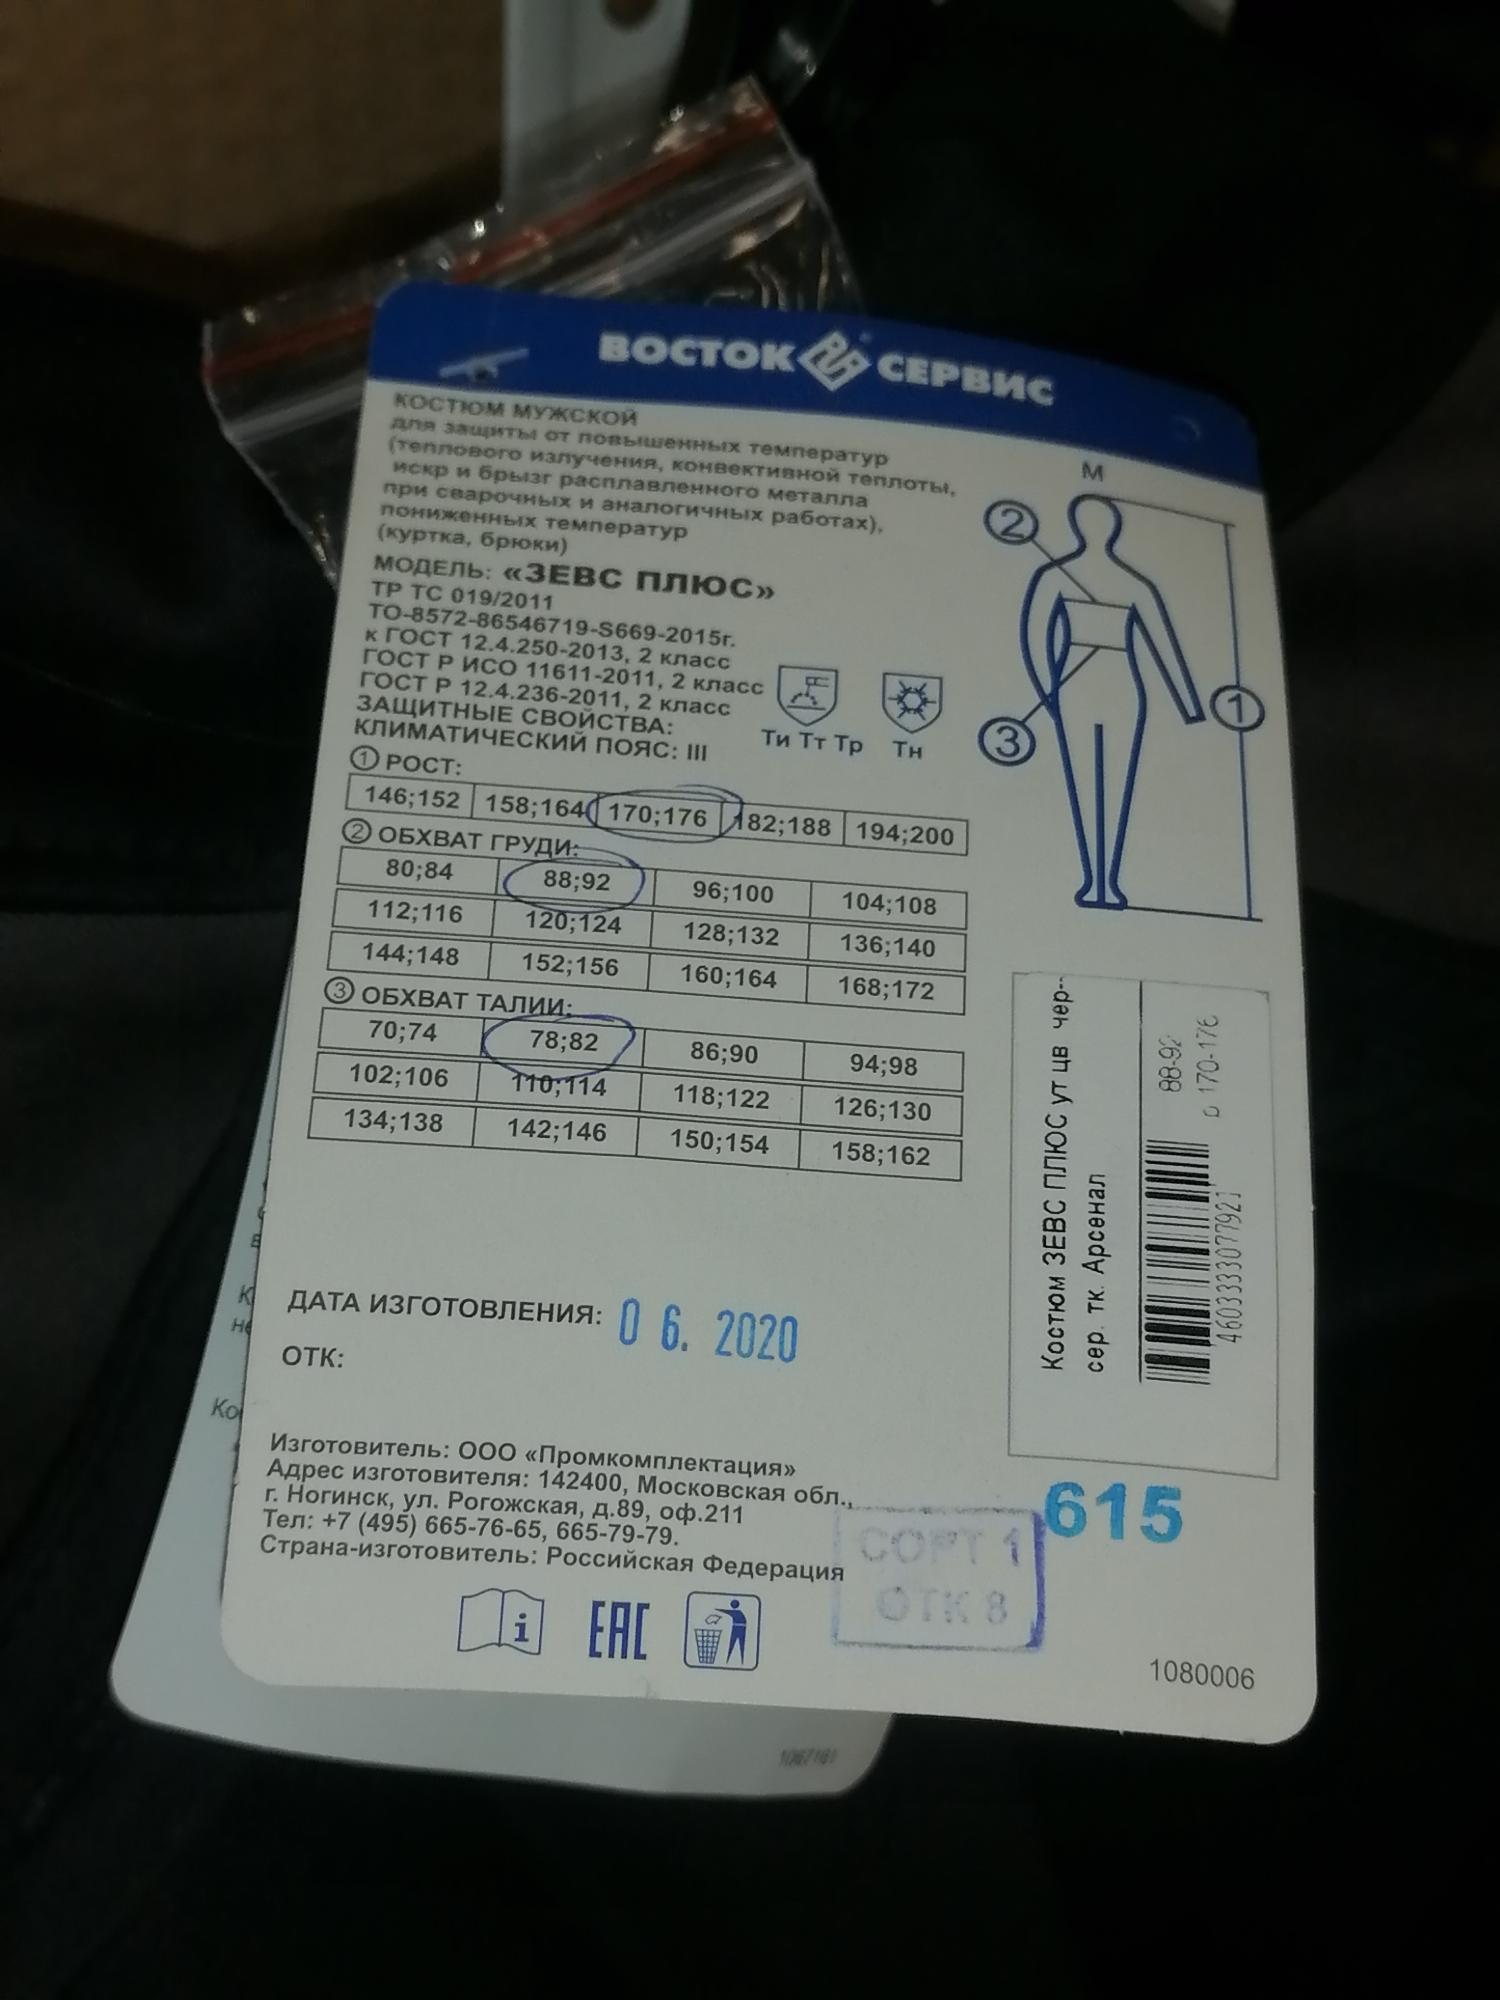 ВОСТОК СЕРВИС
КОСТЮМ МУЖСКОЙ
для защиты от повышенных температур
(теплового излучения, конвективной теплоты,
искр и брызг расплавленного металла
при сварочных и аналогичных работах),
пониженных температур
(куртка, брюки)
МОДЕЛЬ: «ЗЕВС ПЛЮС»
ТР ТС 019/2011
ТО-8572-86546719-S669-2015г.
к ГОСТ 12.4.250-2013, 2 класс
ГОСТ Р ИСО 11611-2011, 2 класс
ГОСТ Р 12.4.236-2011, 2 класс
ЗАЩИТНЫЕ СВОЙСТВА:
Ти Тт Тр Тн
КЛИМАТИЧЕСКИЙ ПОЯС: III
М
2
1
3
1 РОСТ:
146;152 158;164 170;176 182;188 194;200
2 ОБХВАТ ГРУДИ:
80;84 88;92 96;100 104;108
112;116 120;124 128;132 136;140
144;148 152;156 160;164 168;172
3 ОБХВАТ ТАЛИИ:
70;74 78;82 86;90 94;98
102;106 110;114 118;122 126;130
134;138 142;146 150;154 158;162
Костюм ЗЕВС ПЛЮС ут цв чер-
сер. тк. Арсенал
88-92
р 170-176
4603333077921
ДАТА ИЗГОТОВЛЕНИЯ: 06. 2020
ОТК:
Изготовитель: ООО «Промкомплектация»
Адрес изготовителя: 142400, Московская обл.,
г. Ногинск, ул. Рогожская, д.89, оф.211
Тел: +7 (495) 665-76-65, 665-79-79.
Страна-изготовитель: Российская Федерация
615
СОРТ 1
ОТК 8
i
EAC
1080006